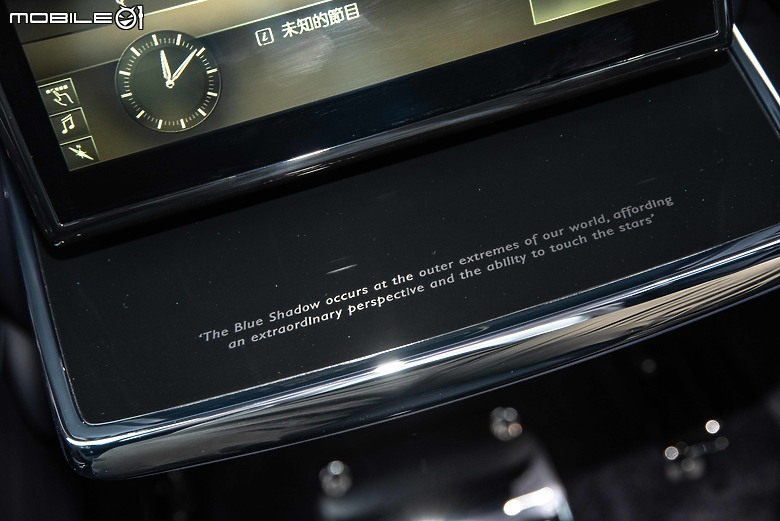 MOBILE01
i 未知的節目
‘The Blue Shadow occurs at the outer extremes of our world, affording
an extraordinary perspective and the ability to touch the stars’